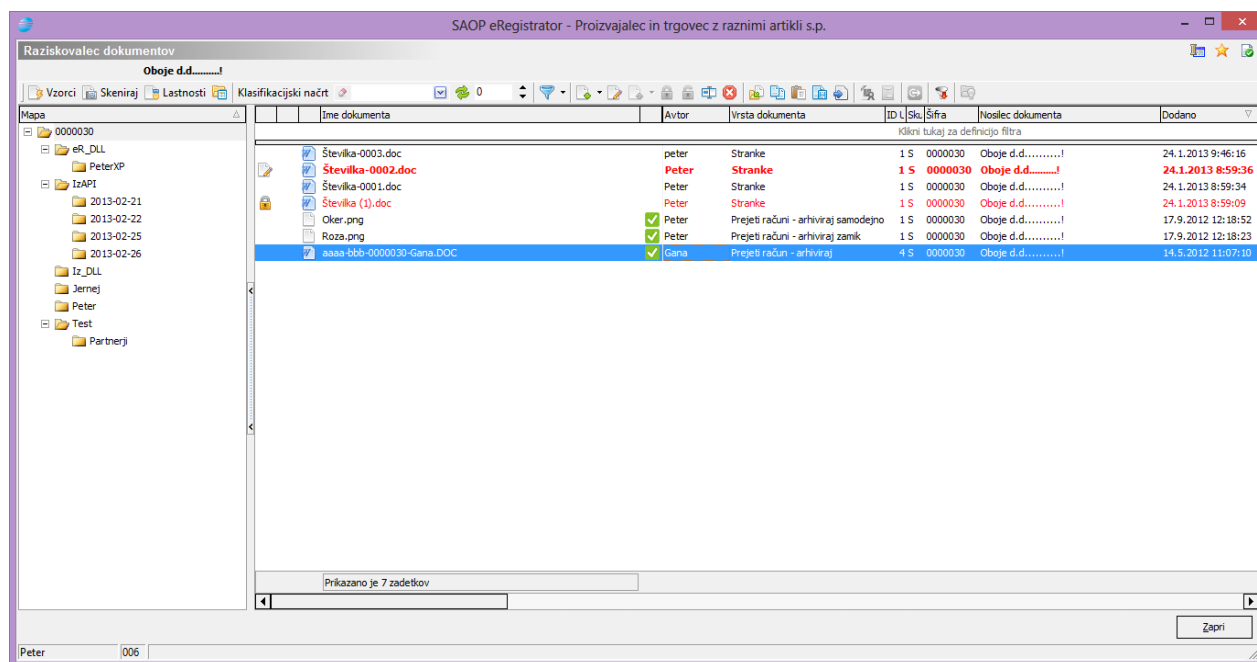 SAOP eRegistrator - Proizvajalec in trgovec z raznimi artikli s.p.
Raziskovalec dokumentov
Oboje d.d..........!
Vzorci Skeniraj Lastnosti Klasifikacijski načrt 0
Mapa Ime dokumenta Avtor Vrsta dokumenta ID U Sku Šifra Nosilec dokumenta Dodano
Klikni tukaj za definicijo filtra
0000030
eR_DLL
PeterXP
IzAPI
2013-02-21
2013-02-22
2013-02-25
2013-02-26
Iz_DLL
Jernej
Peter
Test
Partnerji
Številka-0003.doc peter Stranke 1 S 0000030 Oboje d.d..........! 24.1.2013 9:46:16
Številka-0002.doc Peter Stranke 1 S 0000030 Oboje d.d..........! 24.1.2013 8:59:36
Številka-0001.doc Peter Stranke 1 S 0000030 Oboje d.d..........! 24.1.2013 8:59:34
Številka (1).doc Peter Stranke 1 S 0000030 Oboje d.d..........! 24.1.2013 8:59:09
Oker.png Peter Prejeti računi - arhiviraj samodejno 1 S 0000030 Oboje d.d..........! 17.9.2012 12:18:52
Roza.png Peter Prejeti računi - arhiviraj zamik 1 S 0000030 Oboje d.d..........! 17.9.2012 12:18:23
aaaa-bbb-0000030-Gana.DOC Gana Prejeti račun - arhiviraj 4 S 0000030 Oboje d.d..........! 14.5.2012 11:07:10
Prikazano je 7 zadetkov
Zapri
Peter 006